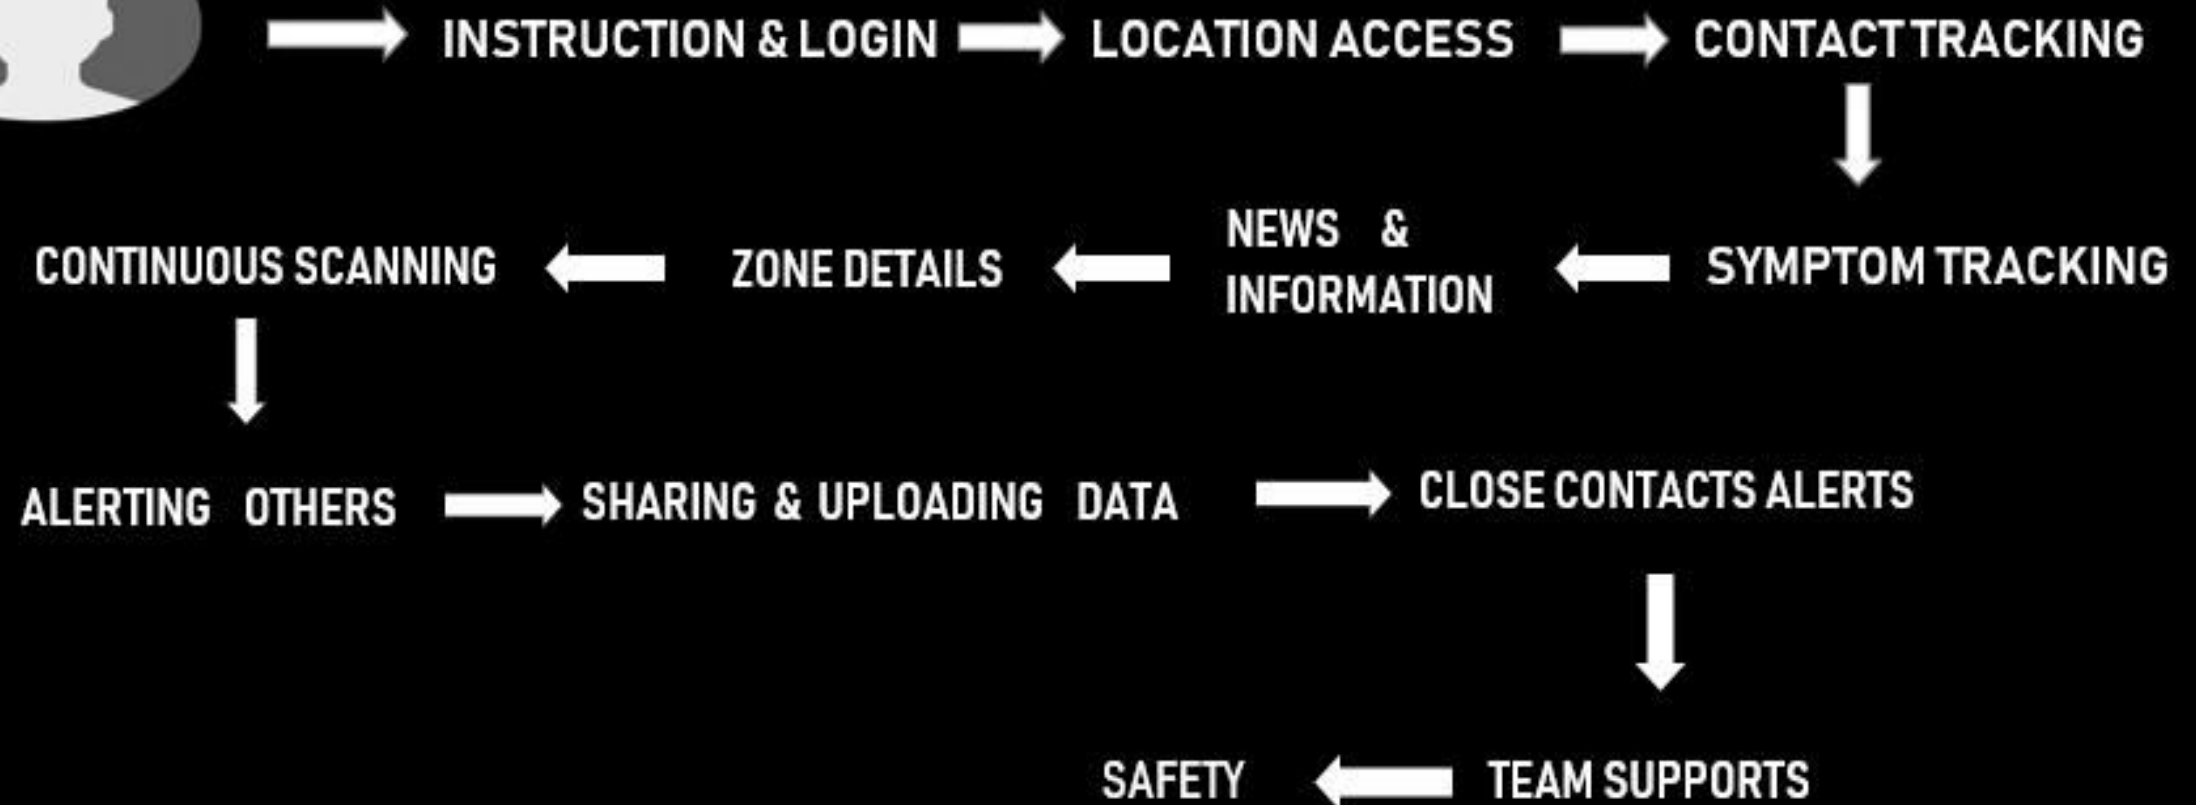 INSTRUCTION & LOGIN
LOCATION ACCESS
CONTACT TRACKING
SYMPTOM TRACKING
NEWS &
INFORMATION
ZONE DETAILS
CONTINUOUS SCANNING
ALERTING OTHERS
SHARING & UPLOADING DATA
CLOSE CONTACTS ALERTS
TEAM SUPPORTS
SAFETY